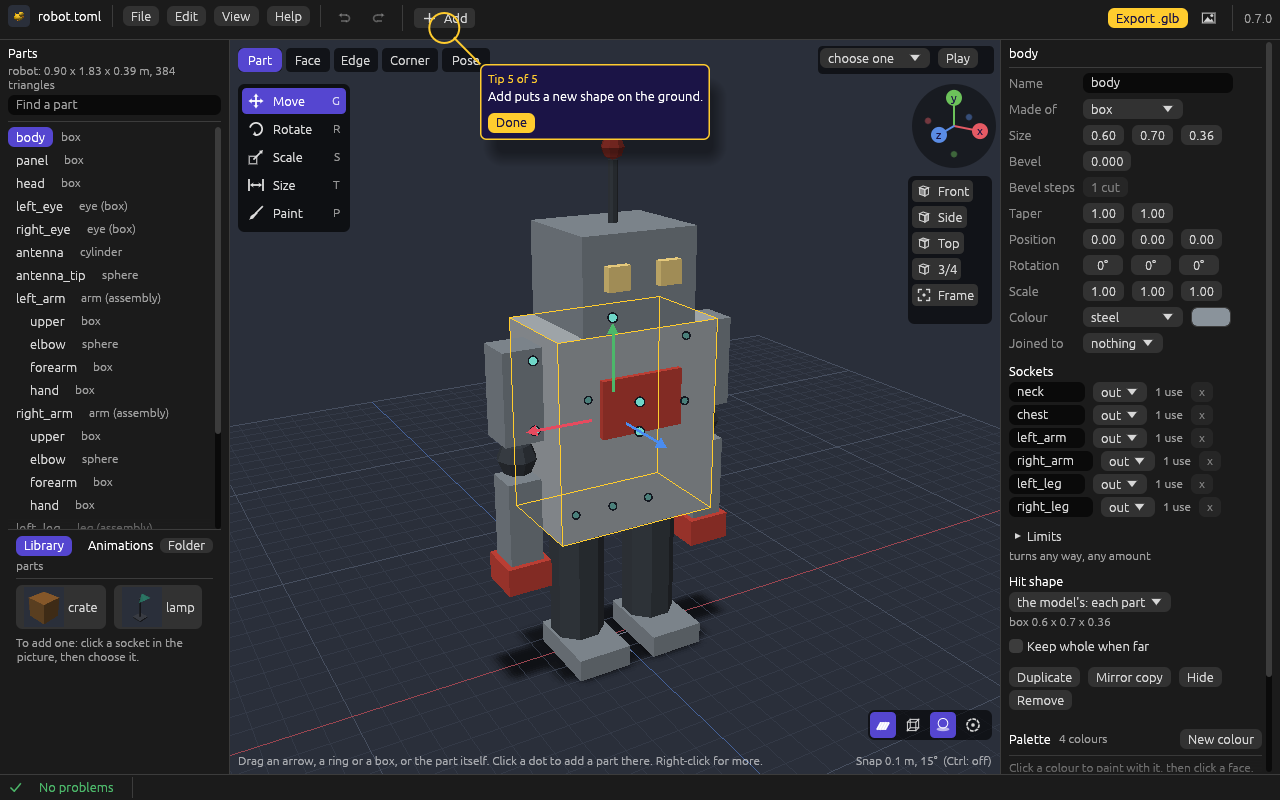 robot.toml File Edit View Help + Add Export .glb 0.7.0
Parts
robot: 0.90 x 1.83 x 0.39 m, 384
triangles
Find a part
body box
panel box
head box
left_eye eye (box)
right_eye eye (box)
antenna cylinder
antenna_tip sphere
left_arm arm (assembly)
upper box
elbow sphere
forearm box
hand box
right_arm arm (assembly)
upper box
elbow sphere
forearm box
hand box
left_leg leg (assembly)
Library Animations Folder
parts
crate lamp
To add one: click a socket in the
picture, then choose it.
Part Face Edge Corner Pose
Move G
Rotate R
Scale S
Size T
Paint P
Tip 5 of 5
Add puts a new shape on the ground.
Done
choose one Play
y
x
z
Front
Side
Top
3/4
Frame
Drag an arrow, a ring or a box, or the part itself. Click a dot to add a part there. Right-click for more.
Snap 0.1 m, 15° (Ctrl: off)
body
Name body
Made of box
Size 0.60 0.70 0.36
Bevel 0.000
Bevel steps 1 cut
Taper 1.00 1.00
Position 0.00 0.00 0.00
Rotation 0° 0° 0°
Scale 1.00 1.00 1.00
Colour steel
Joined to nothing
Sockets
neck out 1 use x
chest out 1 use x
left_arm out 1 use x
right_arm out 1 use x
left_leg out 1 use x
right_leg out 1 use x
Limits
turns any way, any amount
Hit shape
the model's: each part
box 0.6 x 0.7 x 0.36
Keep whole when far
Duplicate Mirror copy Hide
Remove
Palette 4 colours New colour
Click a colour to paint with it, then click a face.
No problems